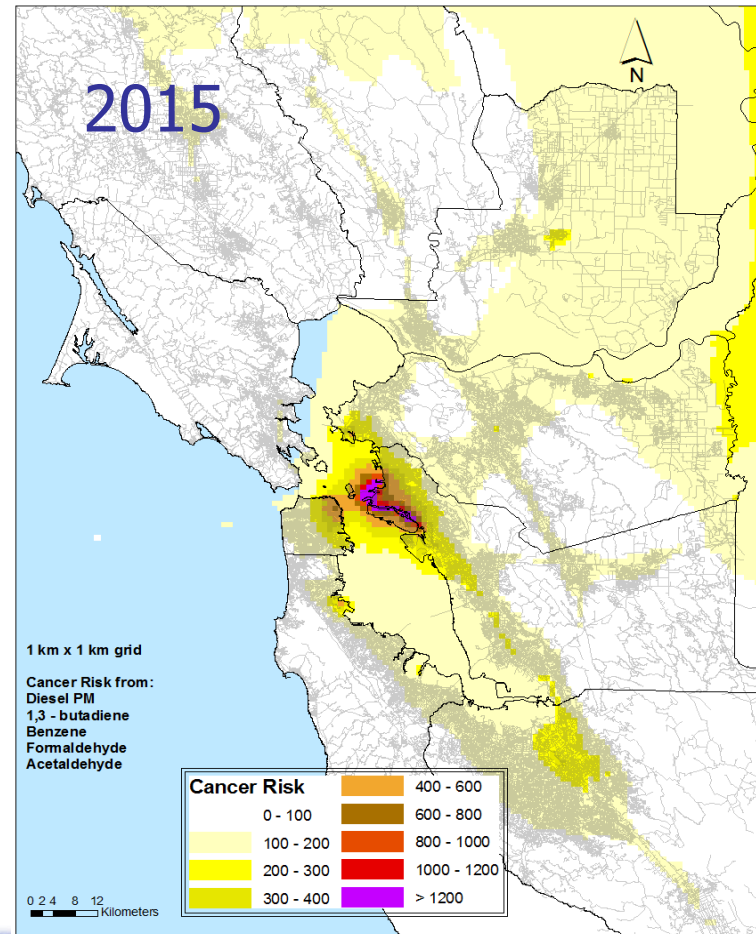 N
2015
1 km x 1 km grid
Cancer Risk from:
Diesel PM
1,3 - butadiene
Benzene
Formaldehyde
Acetaldehyde
Cancer Risk
0 - 100
100 - 200
200 - 300
300 - 400
400 - 600
600 - 800
800 - 1000
1000 - 1200
> 1200
0 2 4 8 12
Kilometers